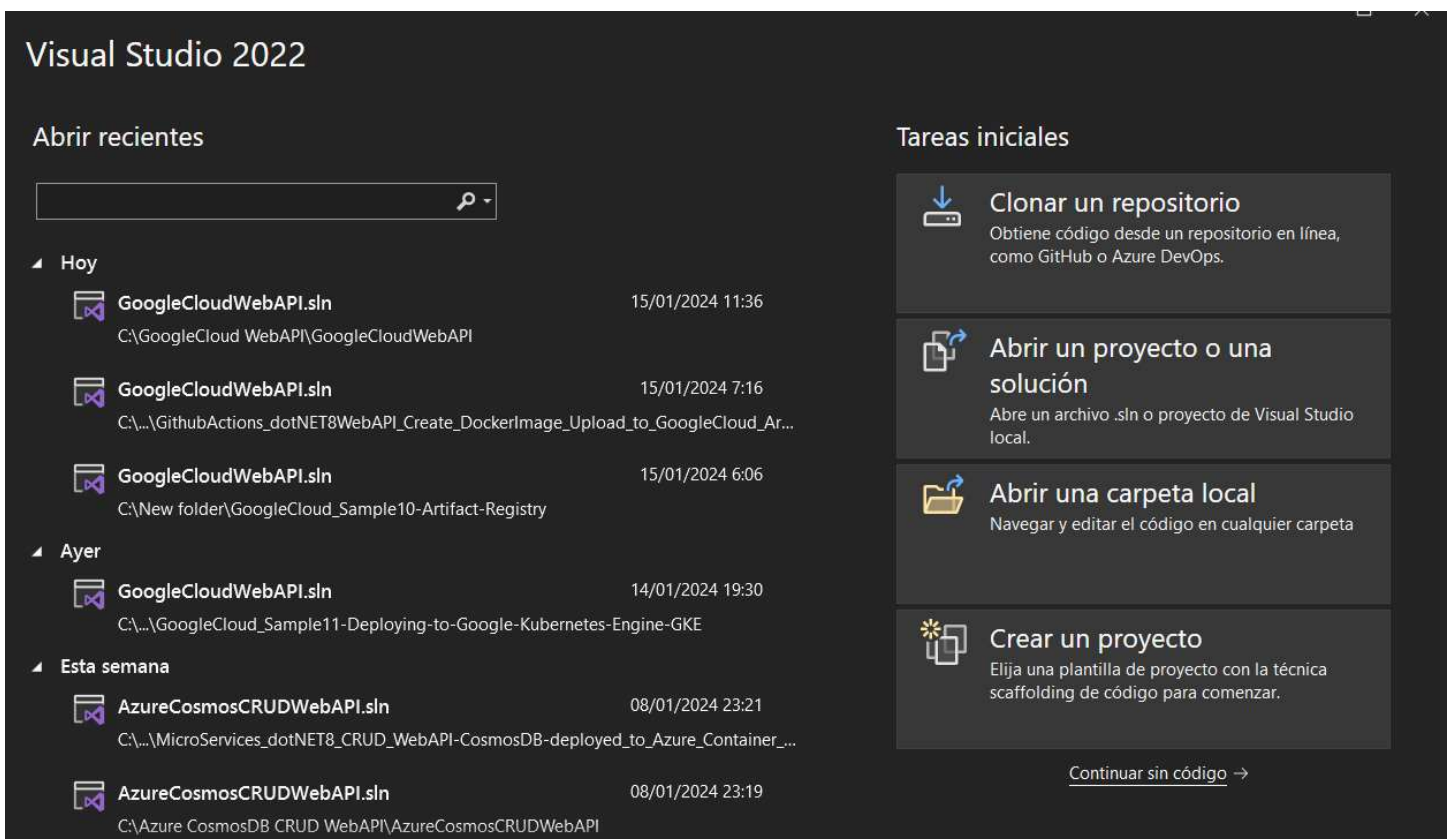 Visual Studio 2022
Abrir recientes
Hoy
GoogleCloudWebAPI.sln 15/01/2024 11:36
C:\GoogleCloud WebAPI\GoogleCloudWebAPI
GoogleCloudWebAPI.sln 15/01/2024 7:16
C:\...\GithubActions_dotNET8WebAPI_Create_DockerImage_Upload_to_GoogleCloud_Ar...
GoogleCloudWebAPI.sln 15/01/2024 6:06
C:\New folder\GoogleCloud_Sample10-Artifact-Registry
Ayer
GoogleCloudWebAPI.sln 14/01/2024 19:30
C:\...\GoogleCloud_Sample11-Deploying-to-Google-Kubernetes-Engine-GKE
Esta semana
AzureCosmosCRUDWebAPI.sln 08/01/2024 23:21
C:\...\MicroServices_dotNET8_CRUD_WebAPI-CosmosDB-deployed_to_Azure_Container_...
AzureCosmosCRUDWebAPI.sln 08/01/2024 23:19
C:\Azure CosmosDB CRUD WebAPI\AzureCosmosCRUDWebAPI
Tareas iniciales
Clonar un repositorio
Obtiene código desde un repositorio en línea,
como GitHub o Azure DevOps.
Abrir un proyecto o una
solución
Abre un archivo .sln o proyecto de Visual Studio
local.
Abrir una carpeta local
Navegar y editar el código en cualquier carpeta
Crear un proyecto
Elija una plantilla de proyecto con la técnica
scaffolding de código para comenzar.
Continuar sin código →